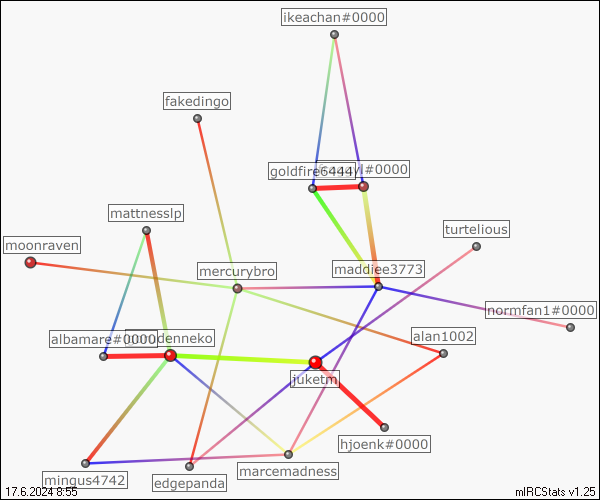 ikeachan#0000
fakedingo
goldfire6444
#0000
mattnesslp
turtelious
moonraven
mercurybro
maddiee3773
normfan1#0000
albamare#0000
denneko
alan1002
juketm
hjoenk#0000
marcemadness
mingus4742
edgepanda
17.6.2024 8:55
mIRCStats v1.25